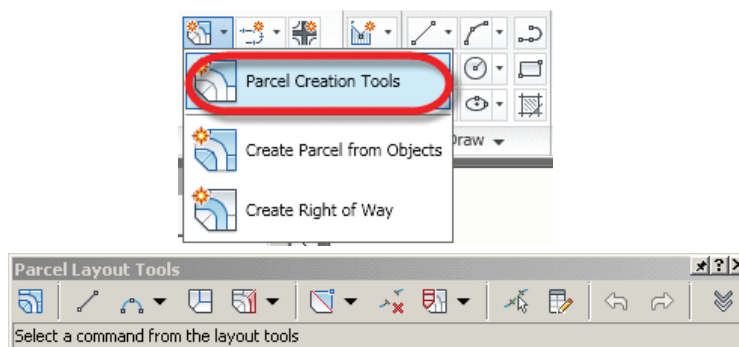 Parcel Creation Tools
Create Parcel from Objects
Draw
Create Right of Way
Parcel Layout Tools
Select a command from the layout tools